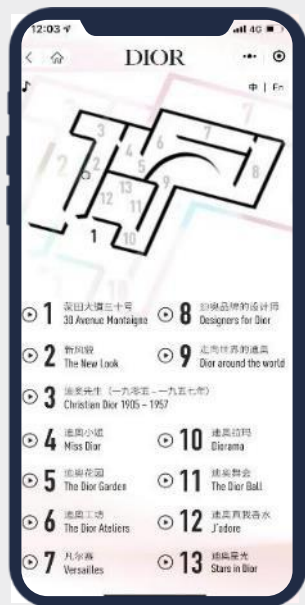 12:03
4G
DIOR
中 | En
7
3
4
6
7
2
2
5
12
13
9
11
1
10
1 蒙田大道三十号
30 Avenue Montaigne
8 迪奥品牌的设计师
Designers for Dior
2 新风貌
The New Look
9 走向世界的迪奥
Dior around the world
3 迪奥先生（一九零五 – 一九五七年）
Christian Dior 1905 – 1957
4 迪奥小姐
Miss Dior
10 迪奥拉玛
Diorama
5 迪奥花园
The Dior Garden
11 迪奥舞会
The Dior Ball
6 迪奥工坊
The Dior Ateliers
12 迪奥真我香水
J'adore
7 凡尔赛
Versailles
13 迪奥星光
Stars in Dior